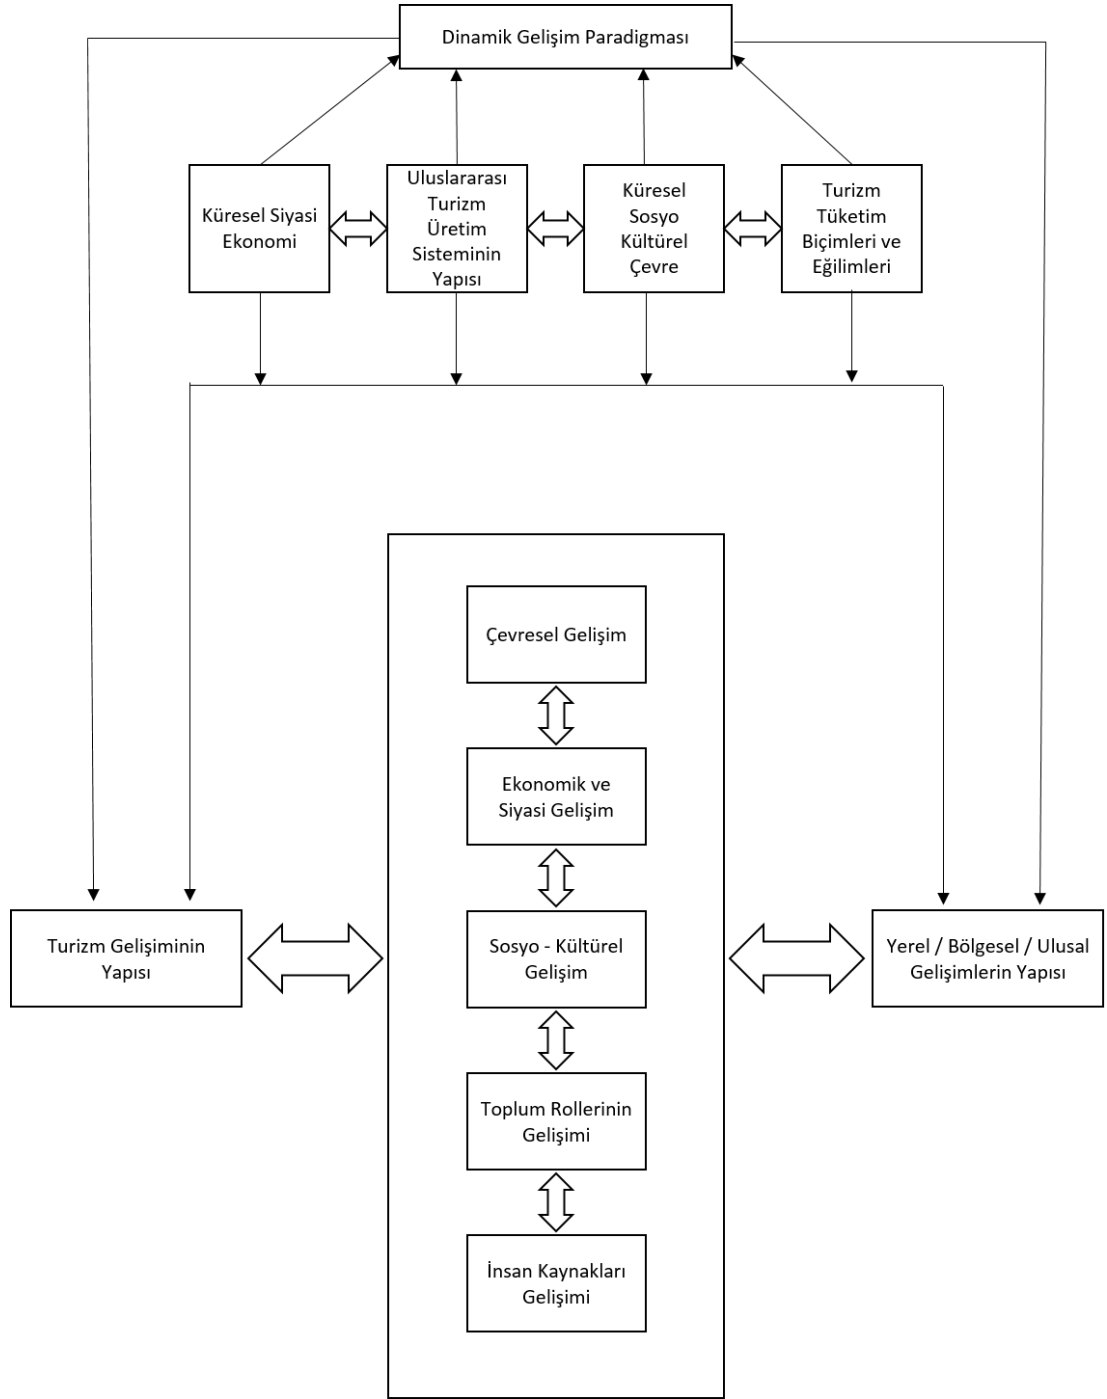 Dinamik Gelişim Paradigması
Küresel Siyasi
Ekonomi
Uluslararası
Turizm
Üretim
Sisteminin
Yapısı
Küresel
Sosyo
Kültürel
Çevre
Turizm
Tüketim
Biçimleri ve
Eğilimleri
Çevresel Gelişim
Ekonomik ve
Siyasi Gelişim
Turizm Gelişiminin
Yapısı
Sosyo - Kültürel
Gelişim
Yerel / Bölgesel / Ulusal
Gelişimlerin Yapısı
Toplum Rollerinin
Gelişimi
İnsan Kaynakları
Gelişimi